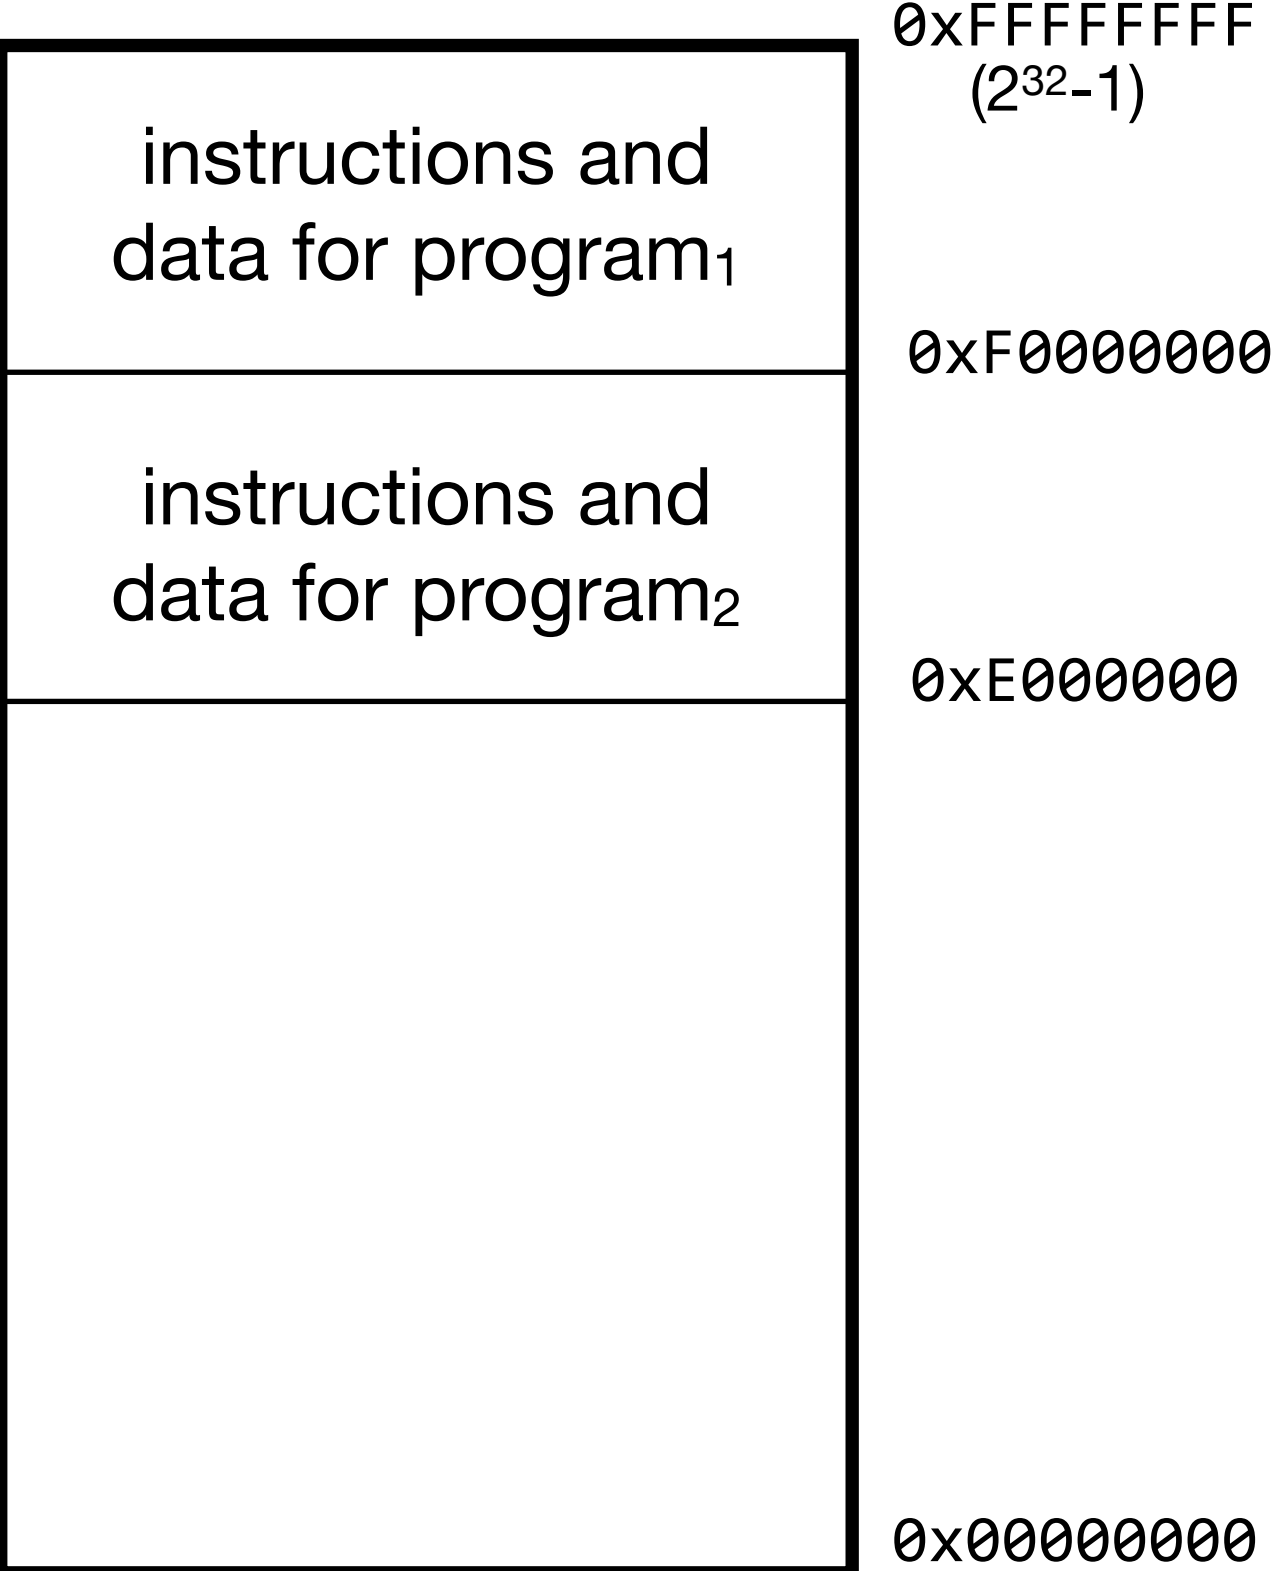 0xFFFFFFFF
(2³²-1)
instructions and
data for program₁
0xF0000000
instructions and
data for program₂
0xE000000
0x00000000